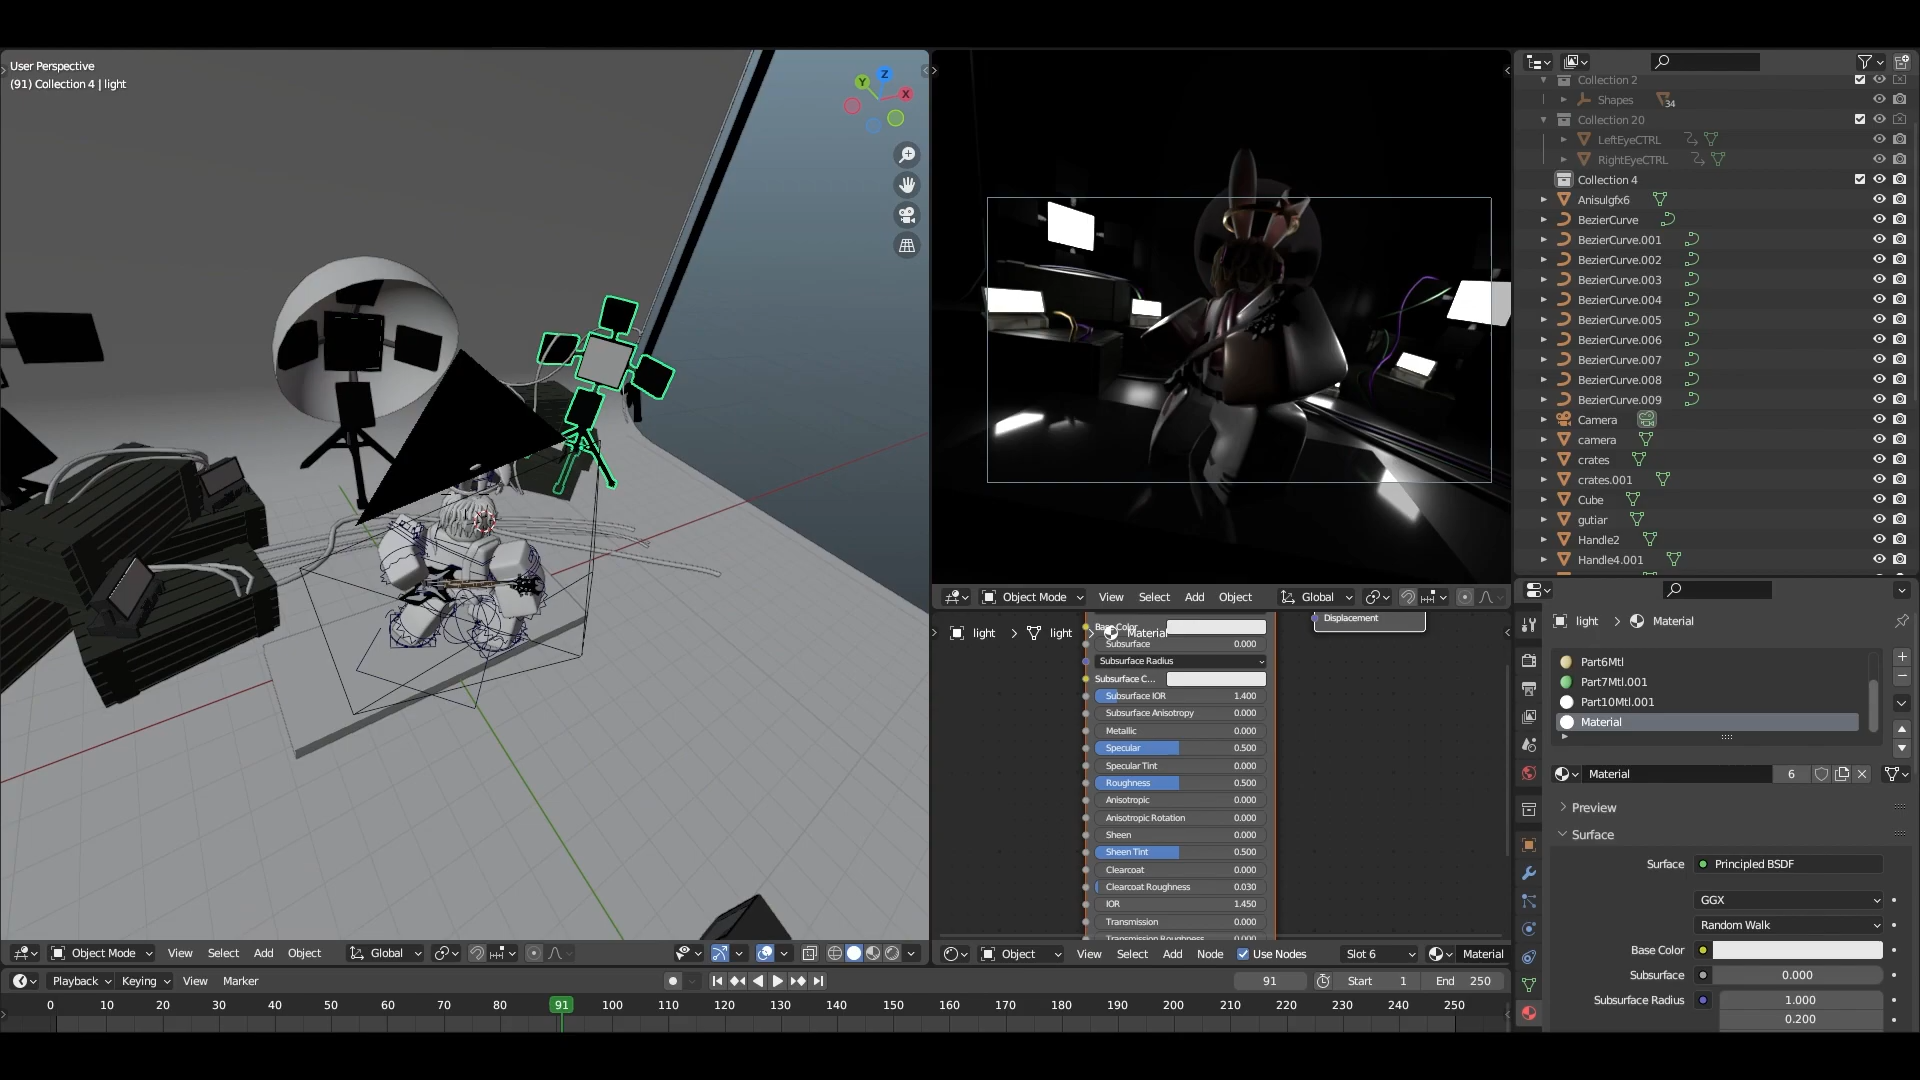 User Perspective
(91) Collection 4 | light
Z
Y
X
Object Mode
View
Select
Add
Object
Global
Object Mode
View
Select
Add
Object
Global
light
light
Material
Base Color
Subsurface 0.000
Subsurface Radius
Subsurface C...
Subsurface IOR 1.400
Subsurface Anisotropy 0.000
Metallic 0.000
Specular 0.500
Specular Tint 0.000
Roughness 0.500
Anisotropic 0.000
Anisotropic Rotation 0.000
Sheen 0.000
Sheen Tint 0.500
Clearcoat 0.000
Clearcoat Roughness 0.030
IOR 1.450
Transmission 0.000
Transmission Roughness 0.000
Displacement
Object
View
Select
Add
Node
Use Nodes
Slot 6
Material
Playback
Keying
View
Marker
91
Start 1
End 250
0 10 20 30 40 50 60 70 80 91 100 110 120 130 140 150 160 170 180 190 200 210 220 230 240 250
Collection 2
Shapes 34
Collection 20
LeftEyeCTRL
RightEyeCTRL
Collection 4
Anisulgfx6
BezierCurve
BezierCurve.001
BezierCurve.002
BezierCurve.003
BezierCurve.004
BezierCurve.005
BezierCurve.006
BezierCurve.007
BezierCurve.008
BezierCurve.009
Camera
camera
crates
crates.001
Cube
gutiar
Handle2
Handle4.001
light
Material
Part6Mtl
Part7Mtl.001
Part10Mtl.001
Material
Material 6
Preview
Surface
Surface Principled BSDF
GGX
Random Walk
Base Color
Subsurface 0.000
Subsurface Radius 1.000
0.200